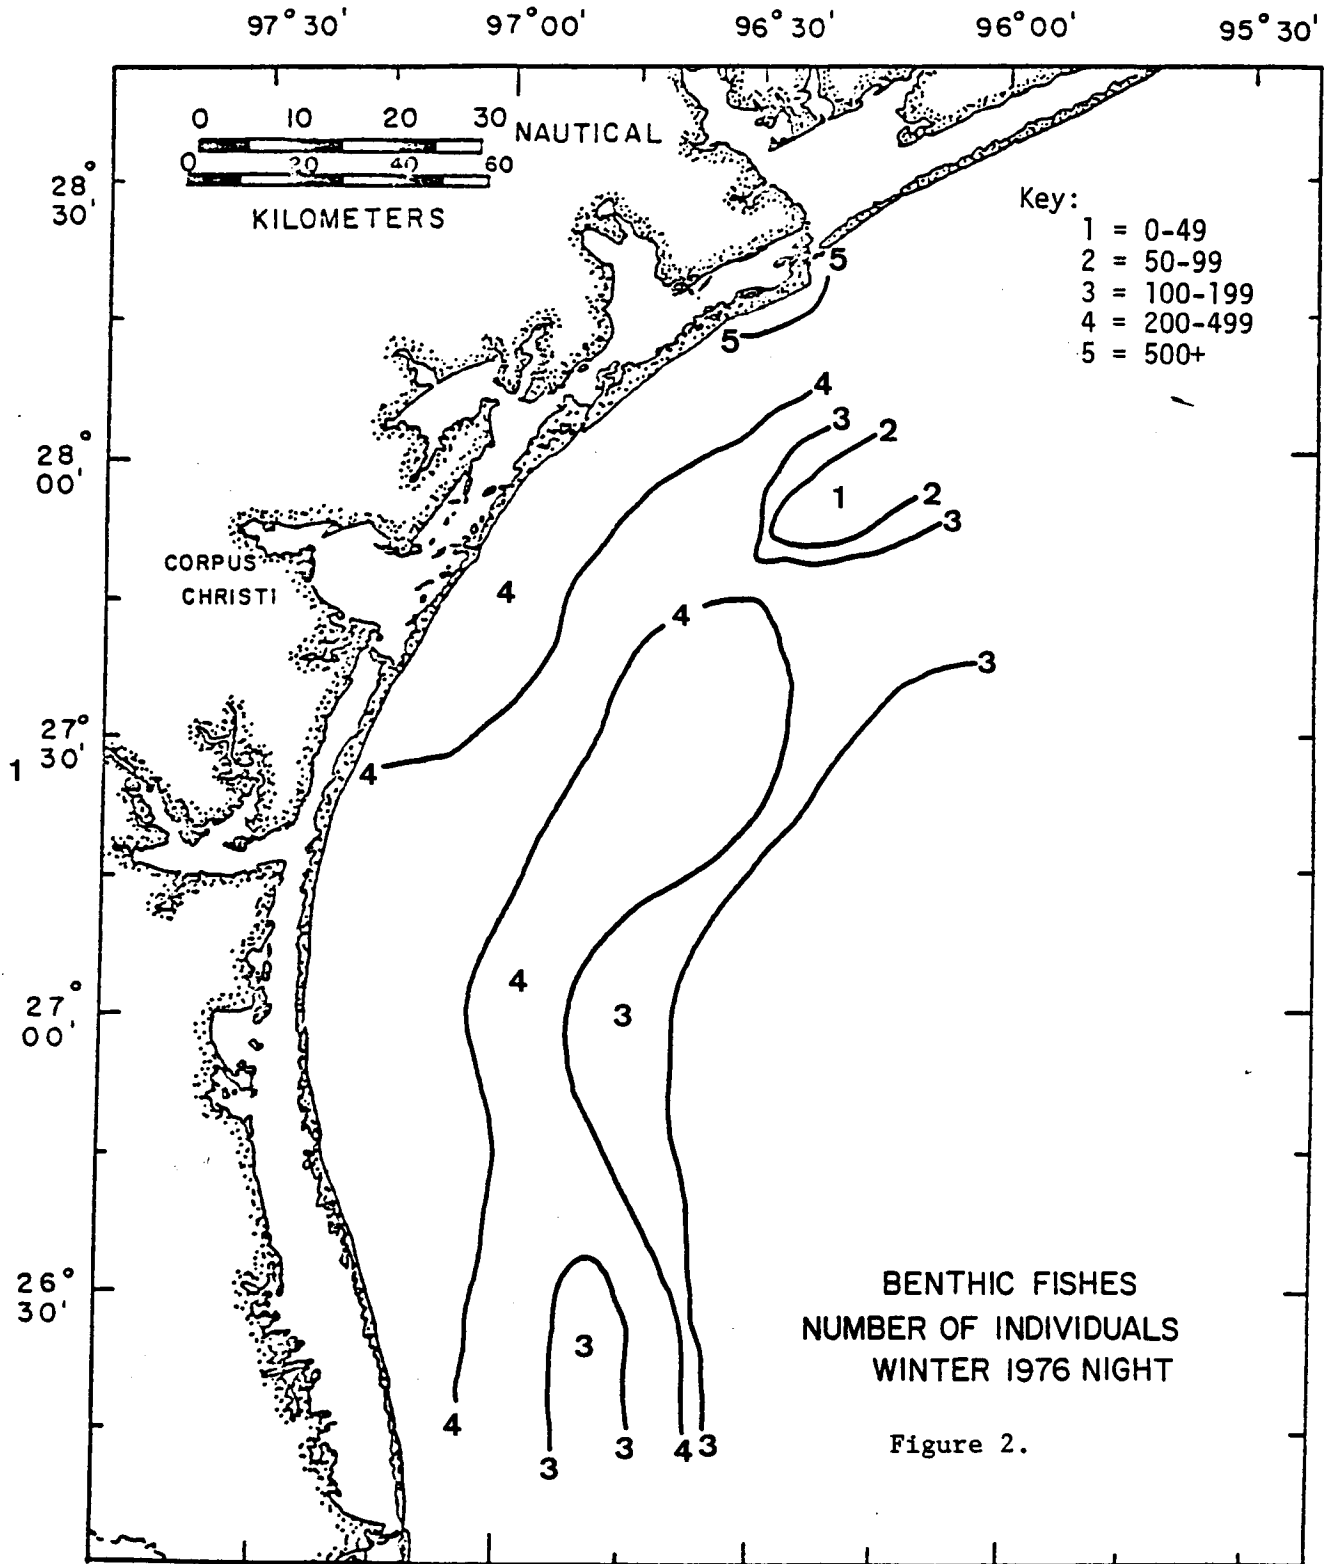 97°30' 97°00' 96°30' 96°00' 95°30'
0 10 20 30 NAUTICAL
0 20 40 60
KILOMETERS
28°
30'
Key:
1 = 0-49
2 = 50-99
3 = 100-199
4 = 200-499
5 = 500+
5
5
4
3
2
28°
00'
1
2
3
CORPUS
CHRISTI
4
4
3
27°
30'
1
4
4
3
27°
00'
26°
30'
3
BENTHIC FISHES
NUMBER OF INDIVIDUALS
WINTER 1976 NIGHT
4
3
3
4
3
Figure 2.